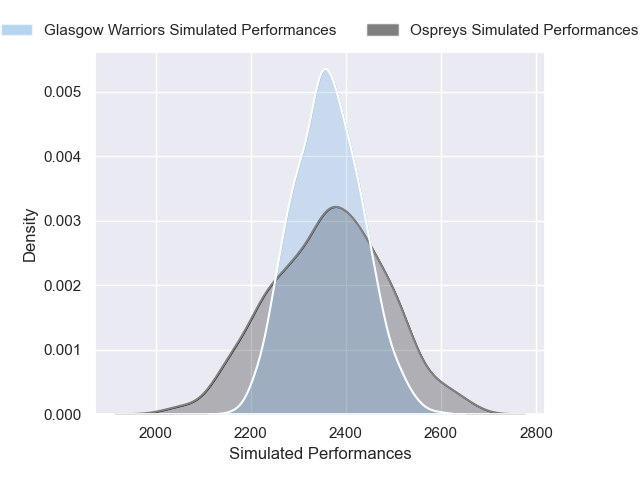 Glasgow Warriors Simulated Performances
Ospreys Simulated Performances
0.005
0.004
0.003
0.002
0.001
0.000
Density
2000
2200
2400
2600
2800
Simulated Performances